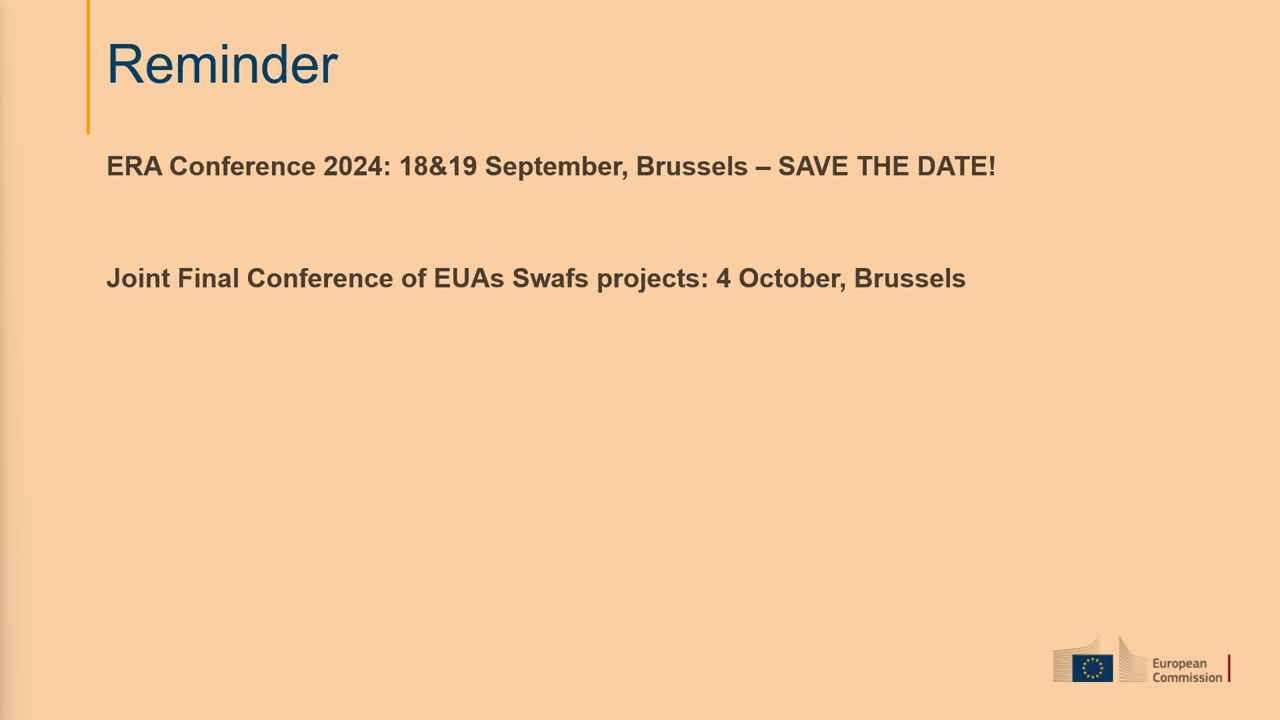 Reminder
ERA Conference 2024: 18&19 September, Brussels – SAVE THE DATE!
Joint Final Conference of EUAs Swafs projects: 4 October, Brussels
European
Commission